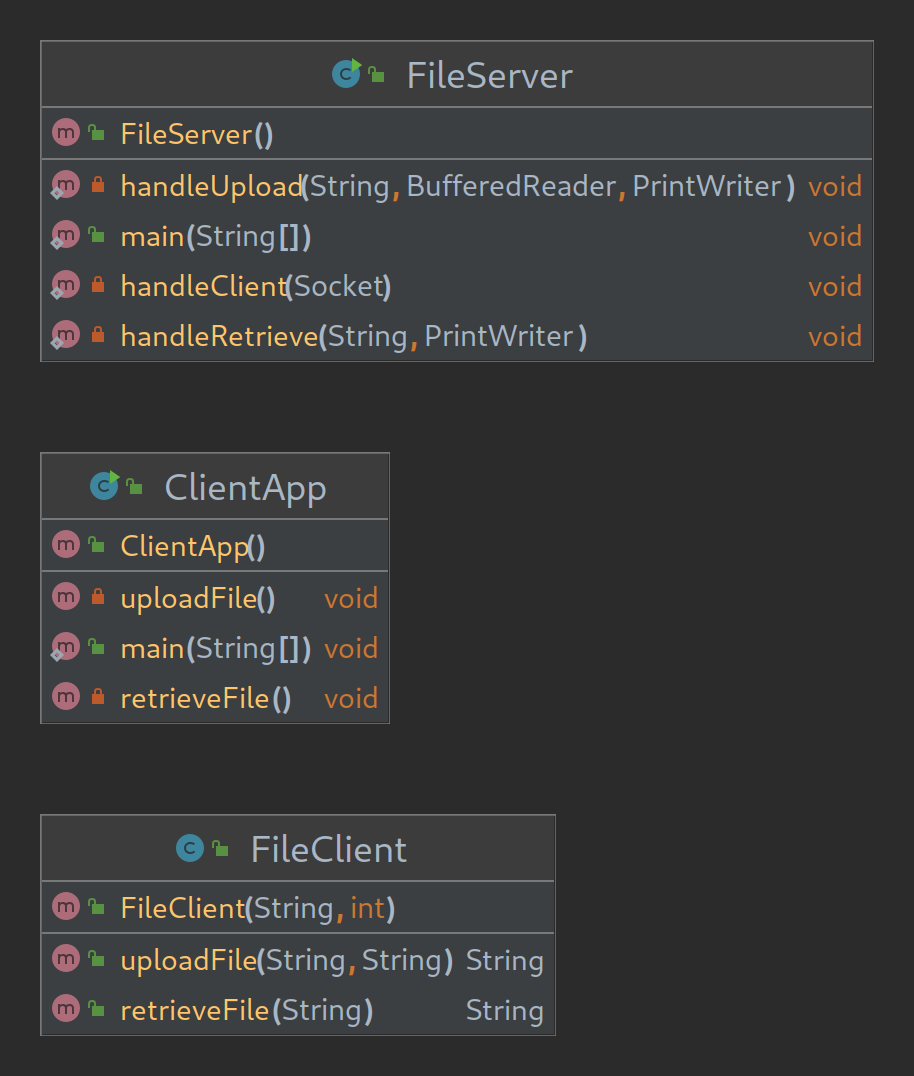 FileServer
FileServer()
handleUpload(String, BufferedReader, PrintWriter) void
main(String[]) void
handleClient(Socket) void
handleRetrieve(String, PrintWriter) void
ClientApp
ClientApp()
uploadFile() void
main(String[]) void
retrieveFile() void
FileClient
FileClient(String, int)
uploadFile(String, String) String
retrieveFile(String) String